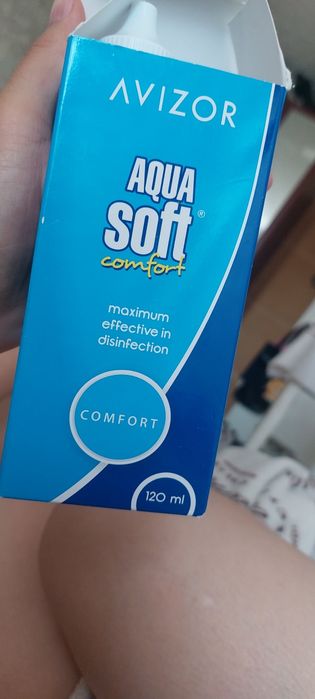 AVIZOR
AQUA
soft®
comfort
maximum
effective in
disinfection
COMFORT
120 ml